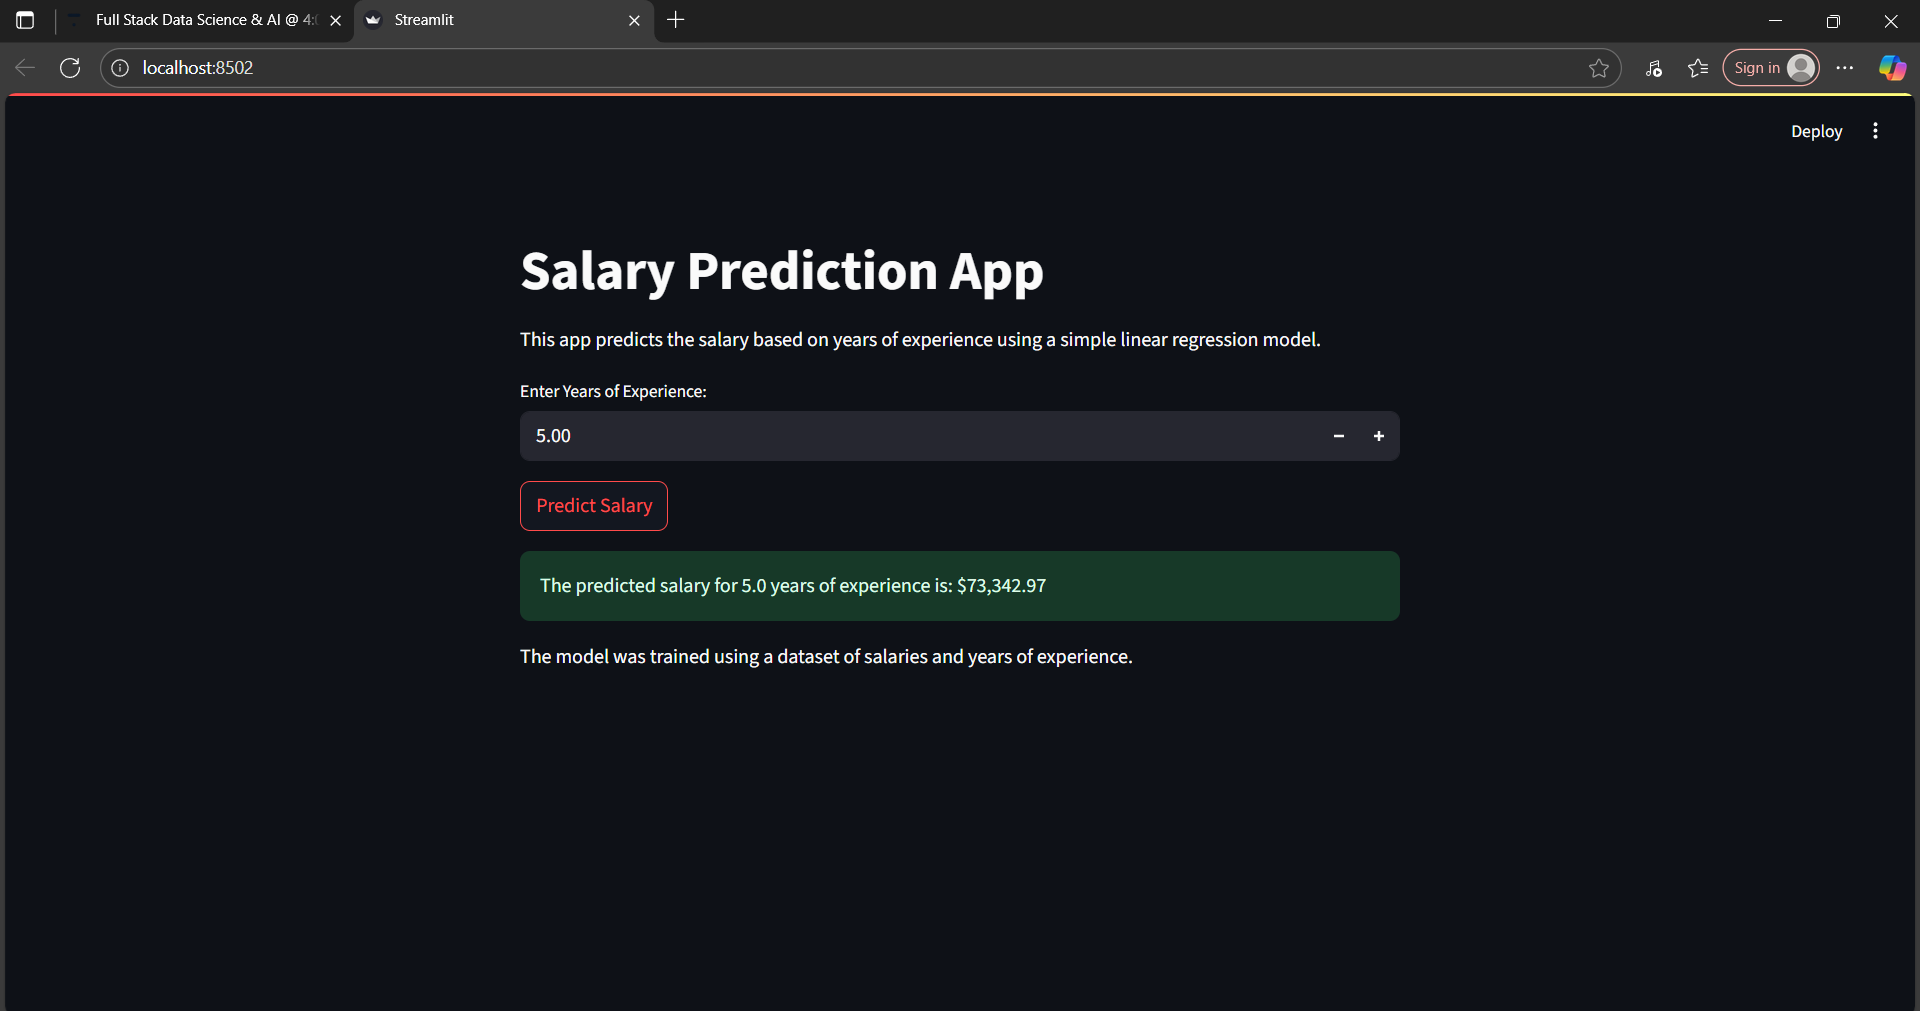 Full Stack Data Science & AI @ 4:
Streamlit
localhost:8502
Sign in
Deploy
Salary Prediction App
This app predicts the salary based on years of experience using a simple linear regression model.
Enter Years of Experience:
5.00
Predict Salary
The predicted salary for 5.0 years of experience is: $73,342.97
The model was trained using a dataset of salaries and years of experience.